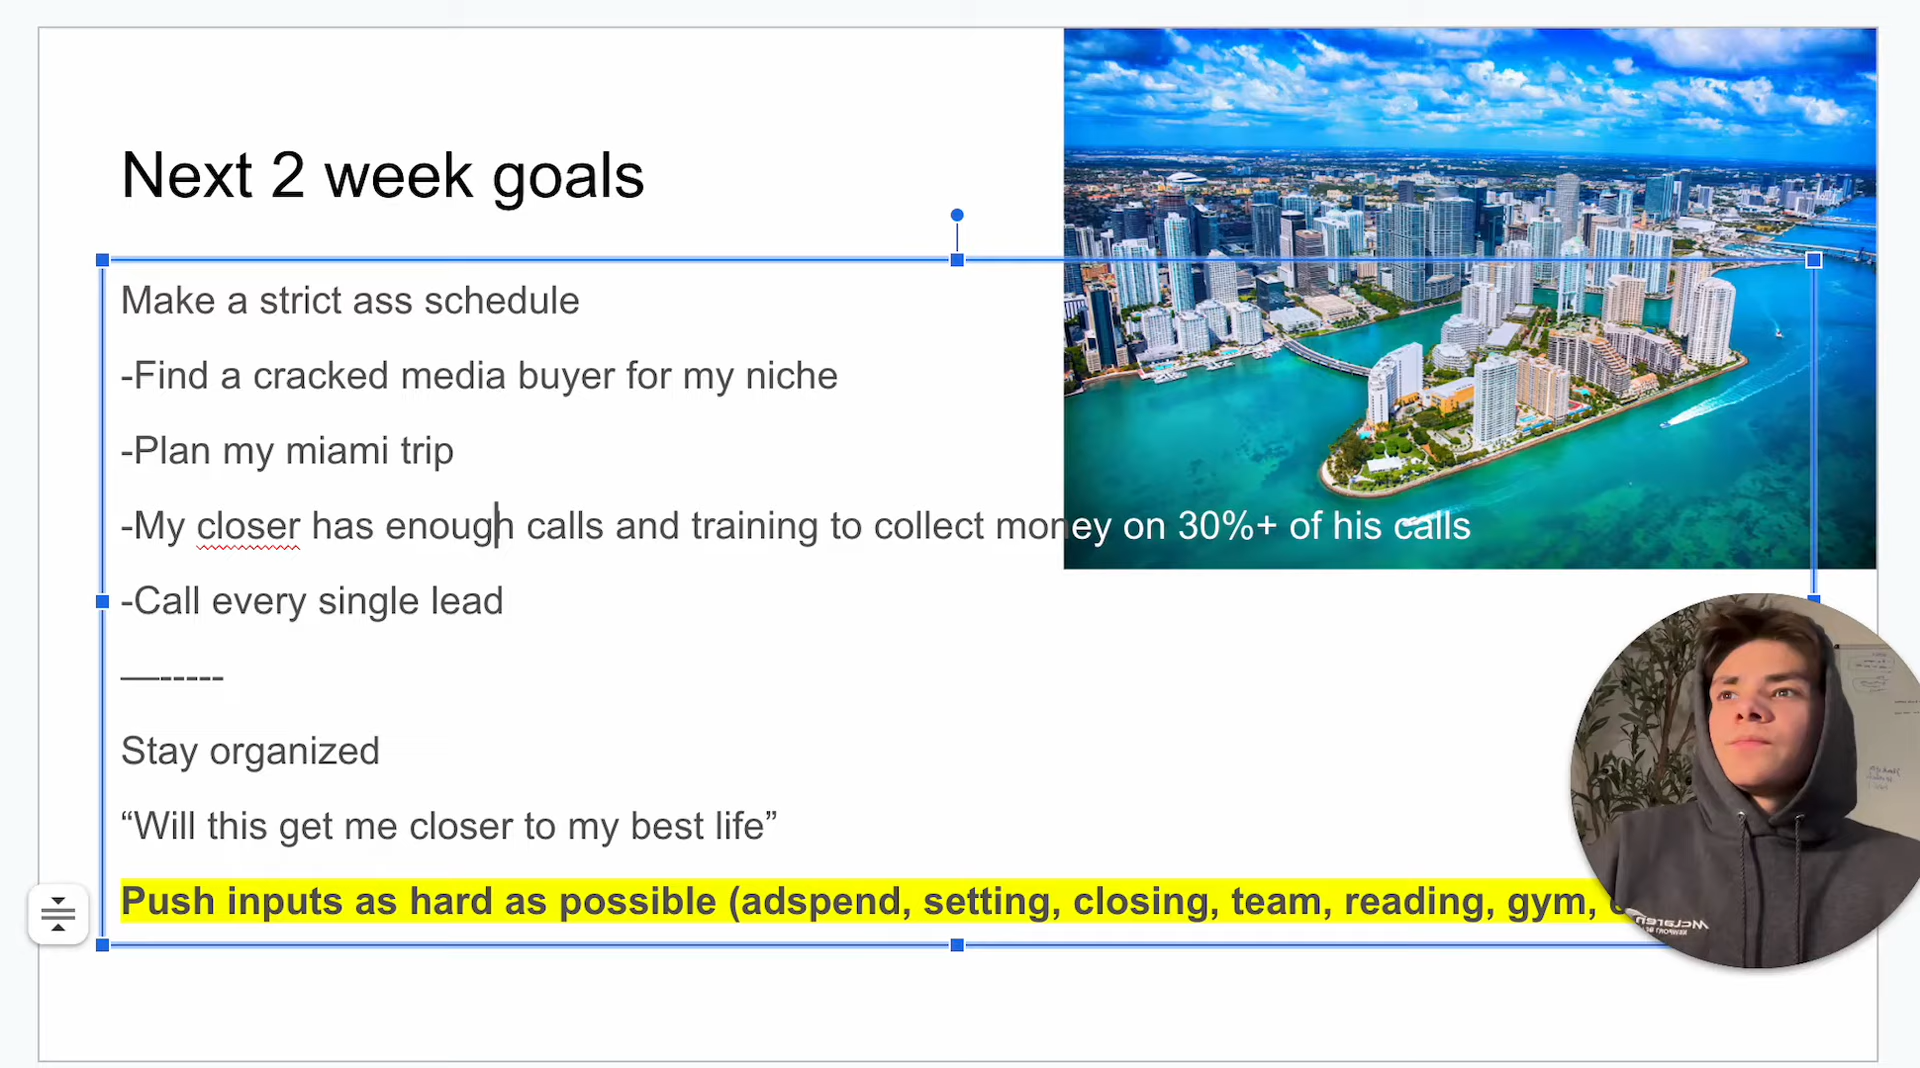 Next 2 week goals
Make a strict ass schedule
-Find a cracked media buyer for my niche
-Plan my miami trip
-My closer has enough calls and training to collect money on 30%+ of his calls
-Call every single lead
—-----
Stay organized
“Will this get me closer to my best life”
Push inputs as hard as possible (adspend, setting, closing, team, reading, gym,
McLaren